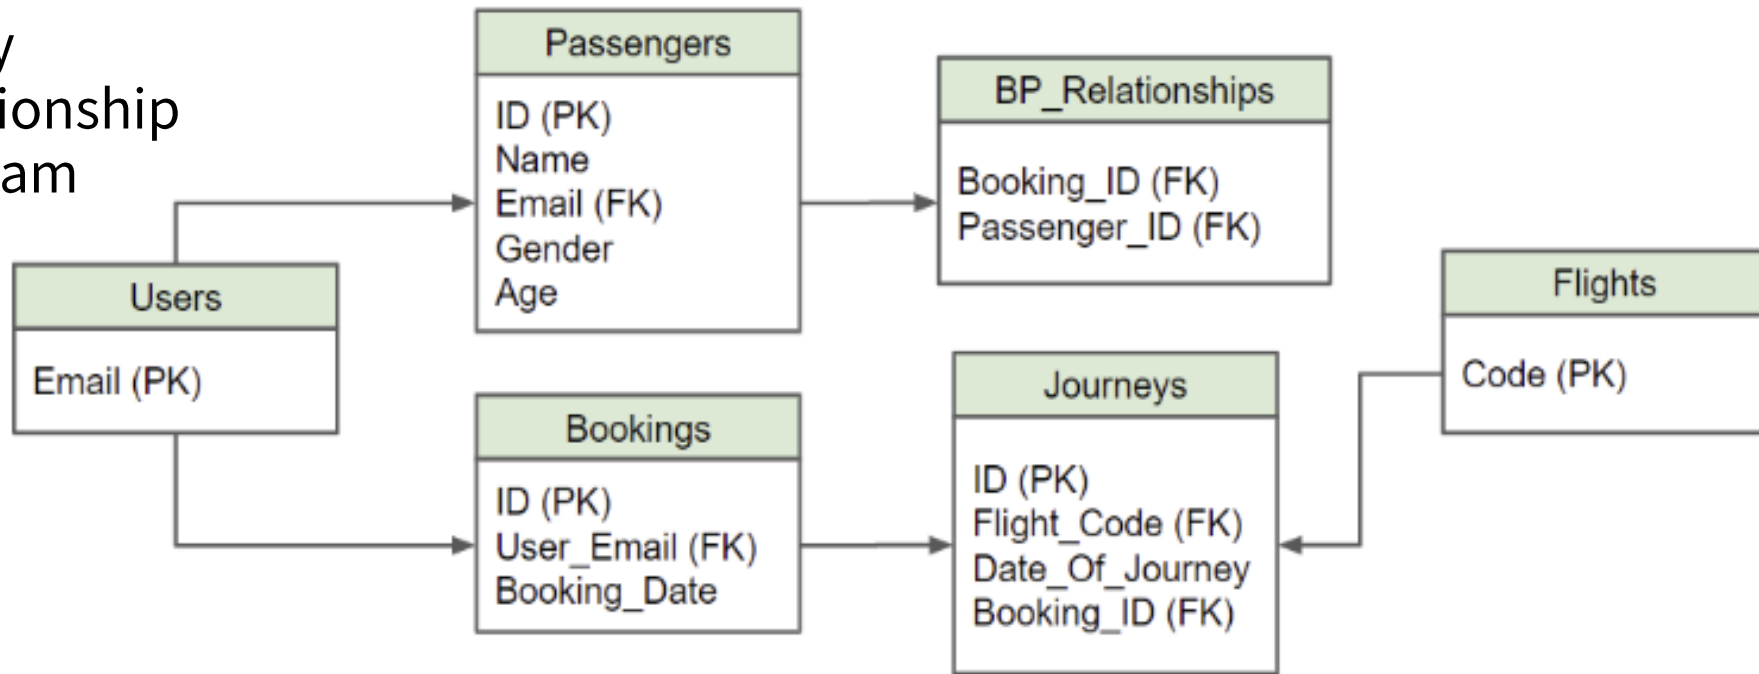 y
ionship
am
Passengers
ID (PK)
Name
Email (FK)
Gender
Age
BP_Relationships
Booking_ID (FK)
Passenger_ID (FK)
Users
Email (PK)
Bookings
ID (PK)
User_Email (FK)
Booking_Date
Journeys
ID (PK)
Flight_Code (FK)
Date_Of_Journey
Booking_ID (FK)
Flights
Code (PK)